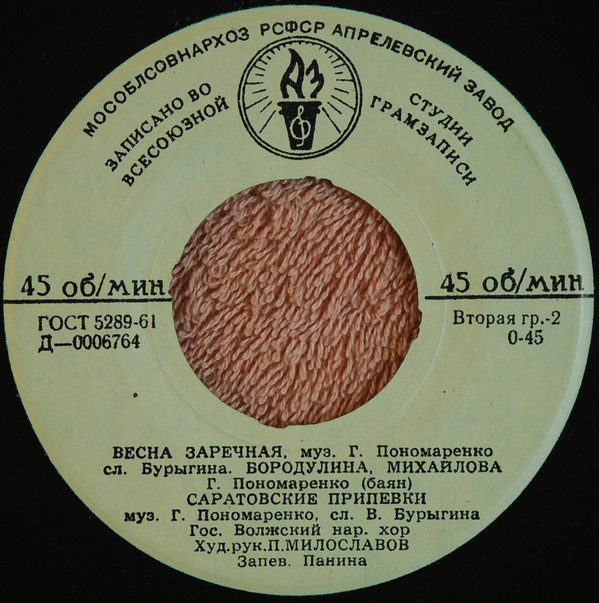 МОСОБЛСОВНАРХОЗ РСФСР АПРЕЛЕВСКИЙ ЗАВОД
ЗАПИСАНО ВО
ВСЕСОЮЗНОЙ
СТУДИИ
ГРАМЗАПИСИ
АЗ
45 об/мин
45 об/мин
ГОСТ 5289-61
Д—0006764
Вторая гр.-2
0-45
ВЕСНА ЗАРЕЧНАЯ, муз. Г. Пономаренко
сл. Бурыгина. БОРОДУЛИНА, МИХАЙЛОВА
Г. Пономаренко (баян)
САРАТОВСКИЕ ПРИПЕВКИ
муз. Г. Пономаренко, сл. В. Бурыгина
Гос. Волжский нар. хор
Худ.рук.П.МИЛОСЛАВОВ
Запев. Панина